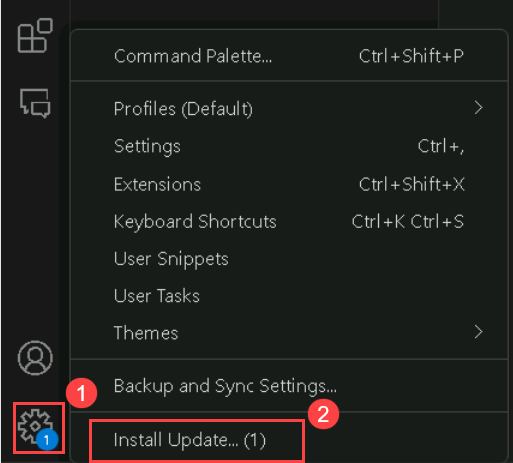 Command Palette... Ctrl+Shift+P
Profiles (Default)
Settings Ctrl+,
Extensions Ctrl+Shift+X
Keyboard Shortcuts Ctrl+K Ctrl+S
User Snippets
User Tasks
Themes
Backup and Sync Settings...
1
2
1
Install Update... (1)